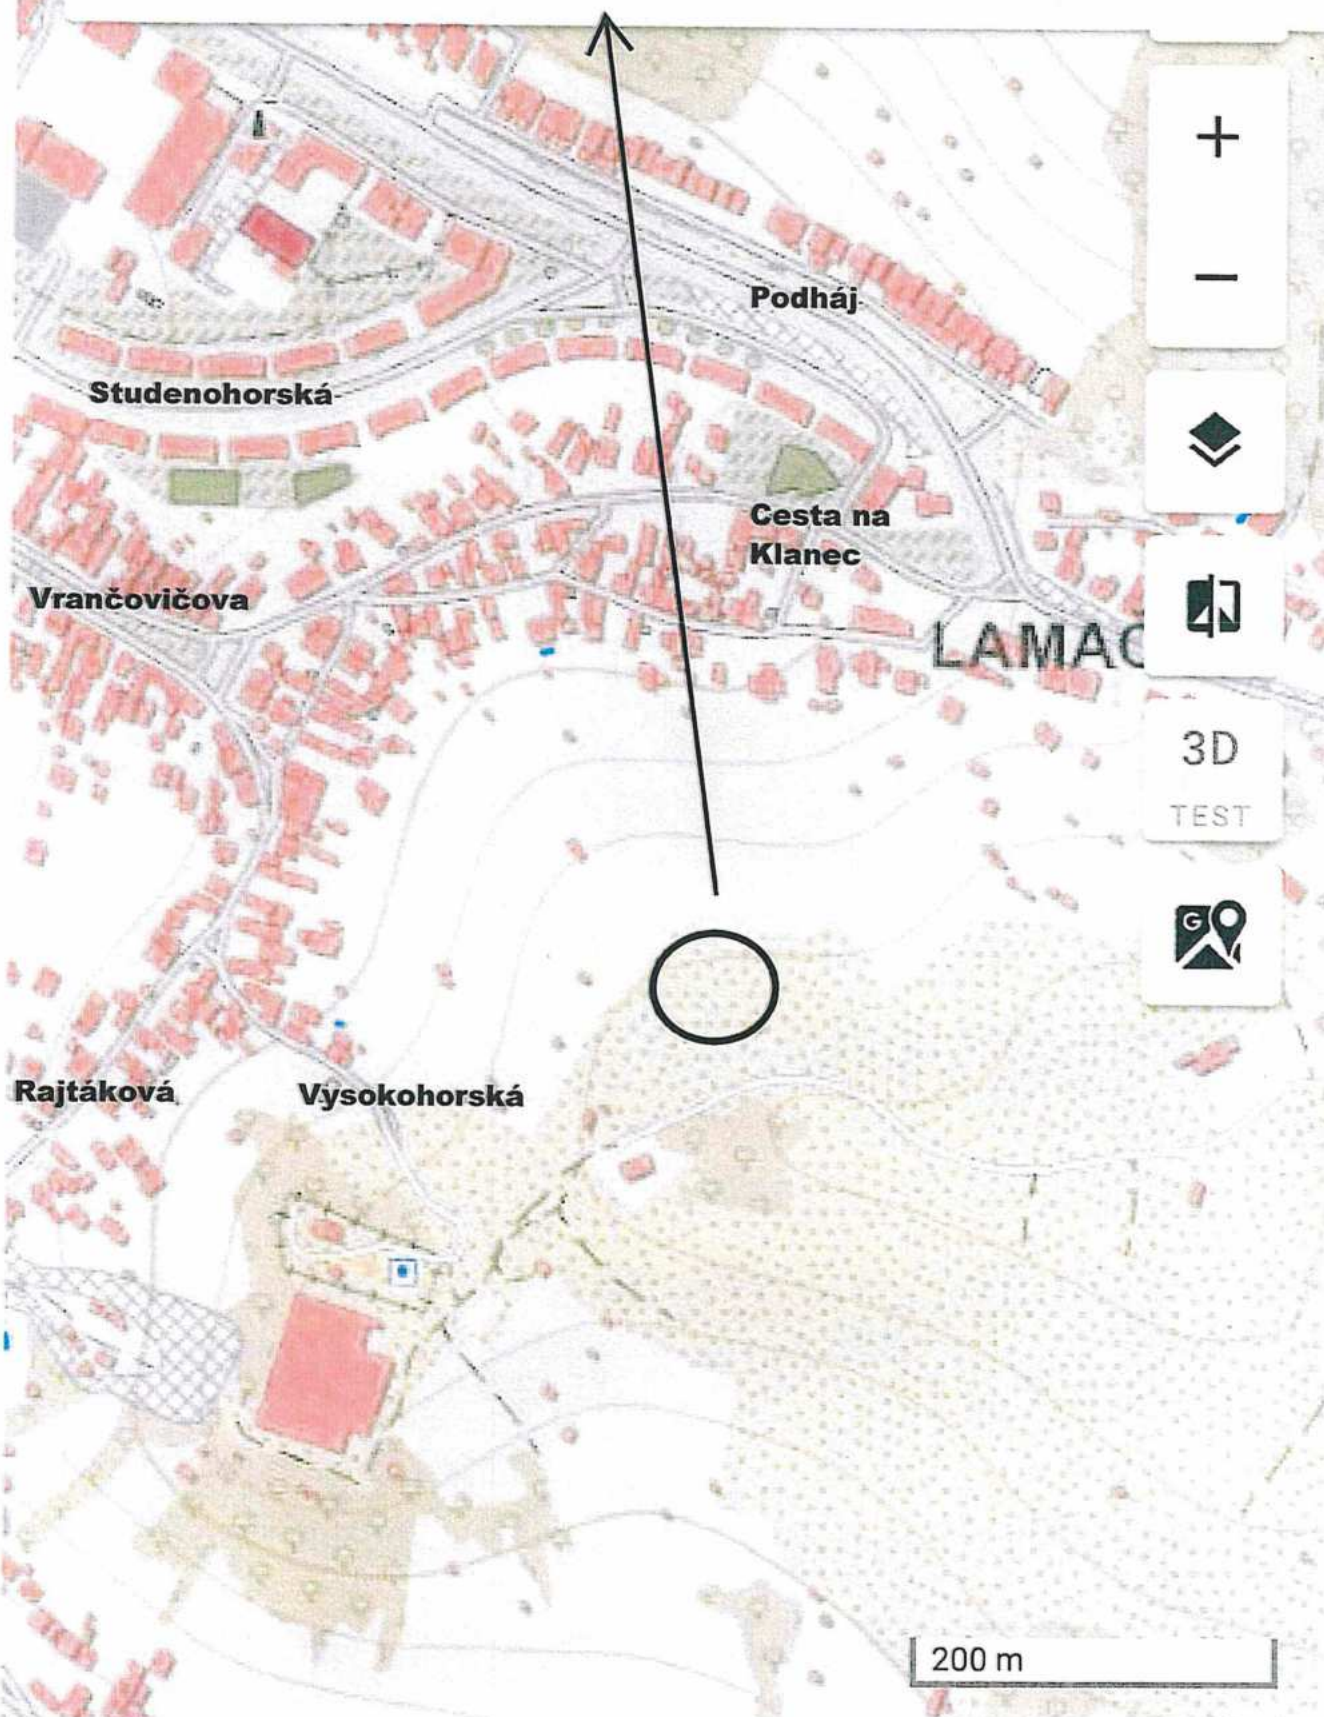 +
−
Podháj
Studenohorská
Cesta na
Klanec
Vrančovičova
LAMAČ
3D
TEST
G
Rajtáková
Vysokohorská
200 m